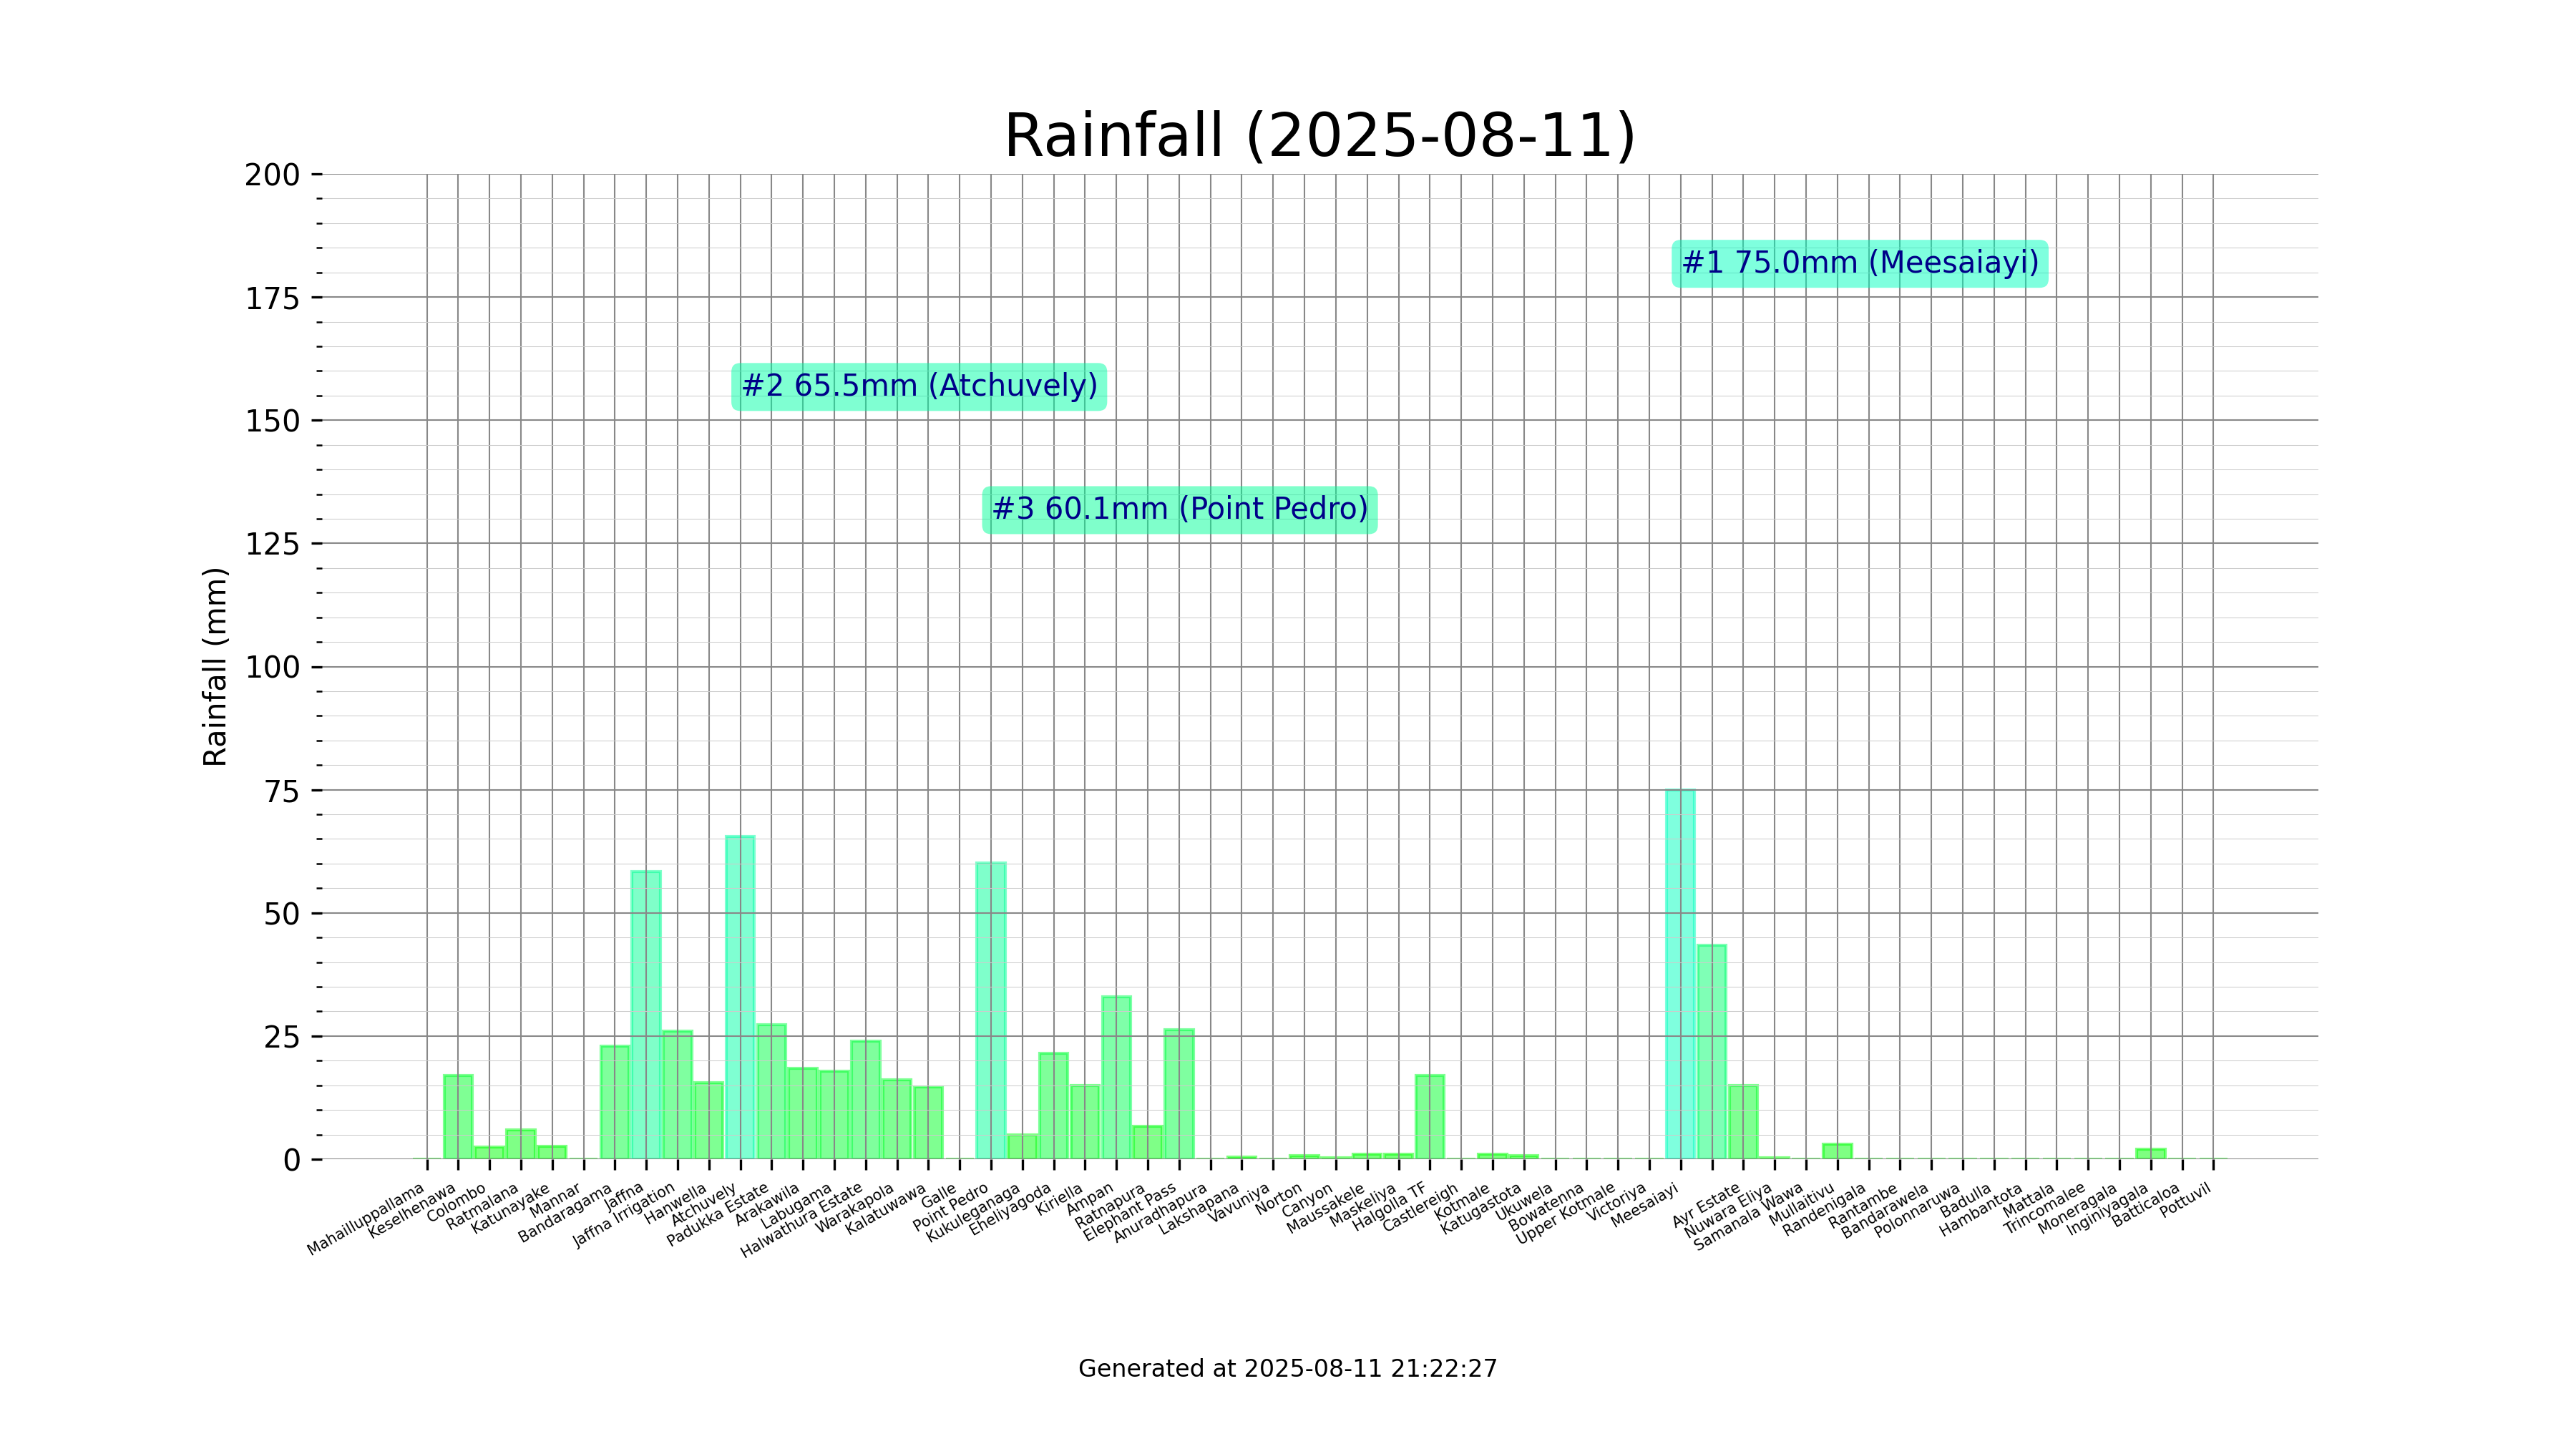 Rainfall (2025-08-11)
200
175
150
125
100
75
50
25
0
Rainfall (mm)
#1 75.0mm (Meesaiayi)
#2 65.5mm (Atchuvely)
#3 60.1mm (Point Pedro)
Mahailluppallama
Keselhenawa
Colombo
Ratmalana
Katunayake
Mannar
Bandaragama
Jaffna
Jaffna Irrigation
Hanwella
Atchuvely
Padukka Estate
Arakawila
Labugama
Halwathura Estate
Warakapola
Kalatuwawa
Galle
Point Pedro
Kukuleganaga
Eheliyagoda
Kiriella
Ampan
Ratnapura
Elephant Pass
Anuradhapura
Lakshapana
Vavuniya
Norton
Canyon
Maussakele
Maskeliya
Halgolla TF
Castlereigh
Kotmale
Katugastota
Ukuwela
Bowatenna
Upper Kotmale
Victoriya
Meesaiayi
Ayr Estate
Nuwara Eliya
Samanala Wawa
Mullaitivu
Randenigala
Rantambe
Bandarawela
Polonnaruwa
Badulla
Hambantota
Mattala
Trincomalee
Moneragala
Inginiyagala
Batticaloa
Pottuvil
Generated at 2025-08-11 21:22:27